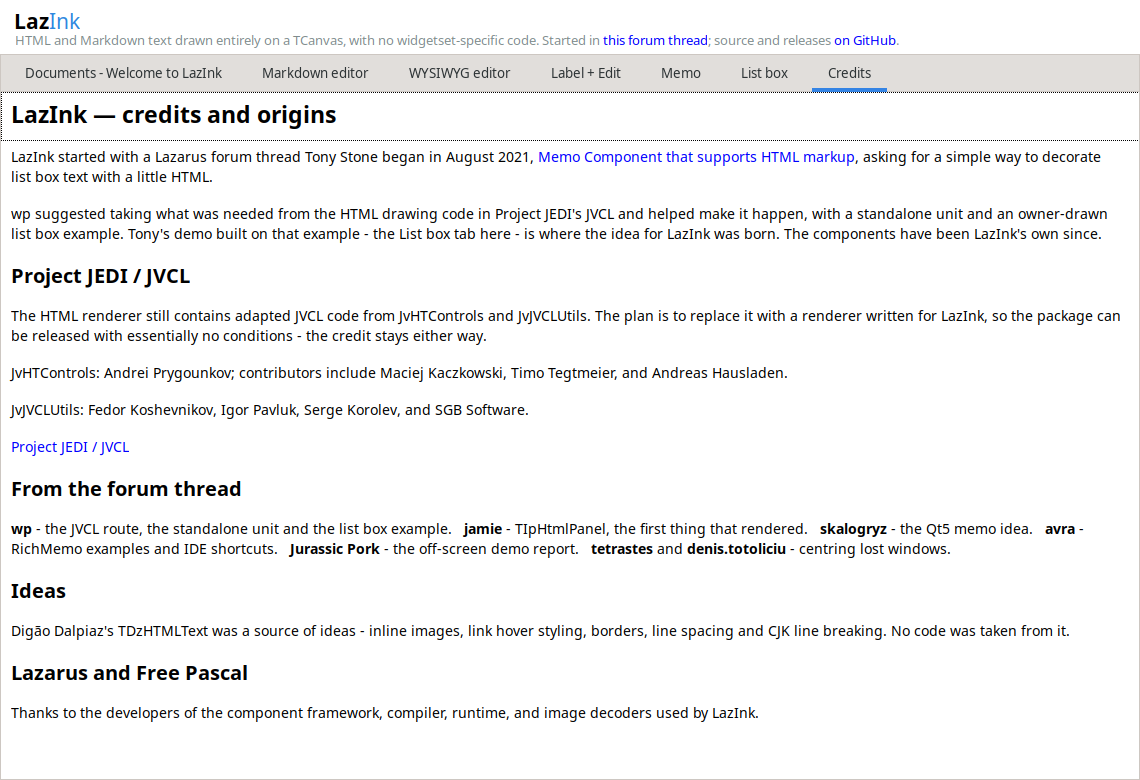 LazInk
HTML and Markdown text drawn entirely on a TCanvas, with no widgetset-specific code. Started in this forum thread; source and releases on GitHub.
Documents - Welcome to LazInk
Markdown editor
WYSIWYG editor
Label + Edit
Memo
List box
Credits
LazInk — credits and origins
LazInk started with a Lazarus forum thread Tony Stone began in August 2021, Memo Component that supports HTML markup, asking for a simple way to decorate
list box text with a little HTML.
wp suggested taking what was needed from the HTML drawing code in Project JEDI's JVCL and helped make it happen, with a standalone unit and an owner-drawn
list box example. Tony's demo built on that example - the List box tab here - is where the idea for LazInk was born. The components have been LazInk's own since.
Project JEDI / JVCL
The HTML renderer still contains adapted JVCL code from JvHTControls and JvJVCLUtils. The plan is to replace it with a renderer written for LazInk, so the package can
be released with essentially no conditions - the credit stays either way.
JvHTControls: Andrei Prygounkov; contributors include Maciej Kaczkowski, Timo Tegtmeier, and Andreas Hausladen.
JvJVCLUtils: Fedor Koshevnikov, Igor Pavluk, Serge Korolev, and SGB Software.
Project JEDI / JVCL
From the forum thread
wp - the JVCL route, the standalone unit and the list box example. jamie - TIpHtmlPanel, the first thing that rendered. skalogryz - the Qt5 memo idea. avra -
RichMemo examples and IDE shortcuts. Jurassic Pork - the off-screen demo report. tetrastes and denis.totoliciu - centring lost windows.
Ideas
Digão Dalpiaz's TDzHTMLText was a source of ideas - inline images, link hover styling, borders, line spacing and CJK line breaking. No code was taken from it.
Lazarus and Free Pascal
Thanks to the developers of the component framework, compiler, runtime, and image decoders used by LazInk.